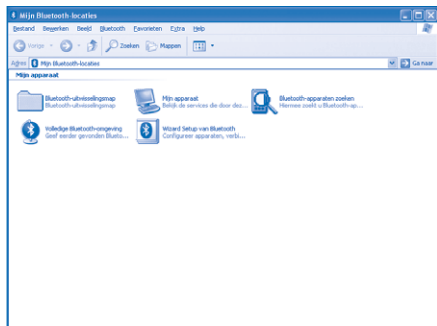 Mijn Bluetooth-locaties
Bestand Bewerken Beeld Bluetooth Favorieten Extra Help
Vorige Zoeken Mappen
Adres Mijn Bluetooth-locaties Ga naar
Mijn apparaat
Bluetooth-uitwisselingsmap
Bluetooth-uitwisselingsmap
Mijn apparaat
Bekijk de services die door dez...
Bluetooth-apparaten zoeken
Hiermee zoekt u Bluetooth-ap...
Volledige Bluetooth-omgeving
Geef eerder gevonden Blueto...
Wizard Setup van Bluetooth
Configureer apparaten, verbi...